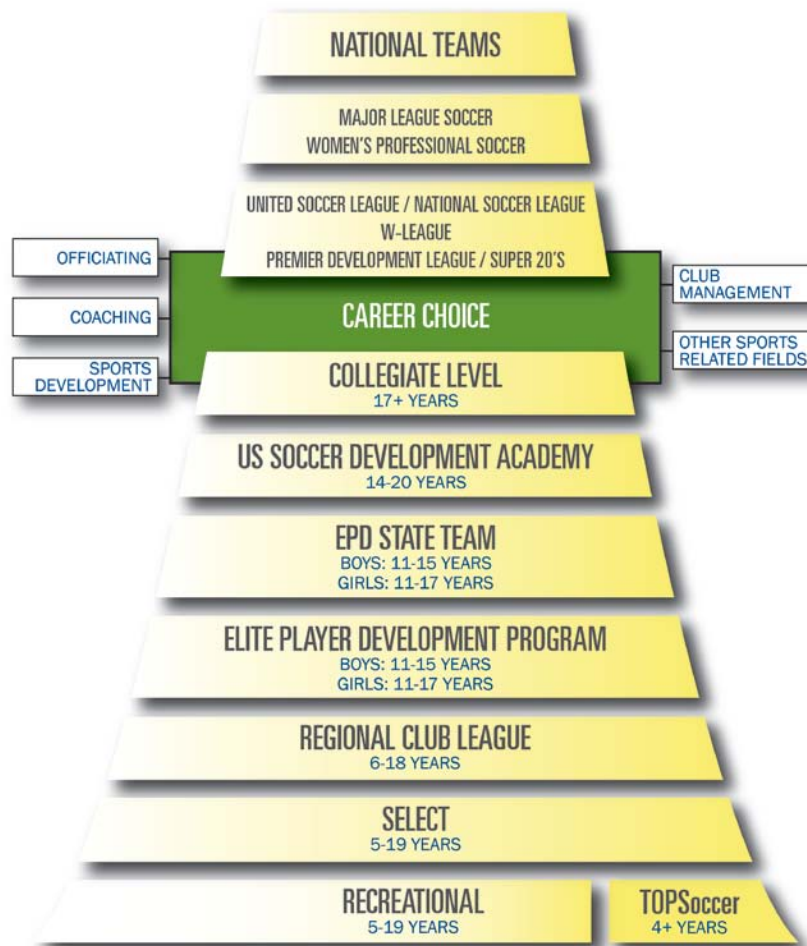 NATIONAL TEAMS
MAJOR LEAGUE SOCCER
WOMEN'S PROFESSIONAL SOCCER
UNITED SOCCER LEAGUE / NATIONAL SOCCER LEAGUE
W-LEAGUE
PREMIER DEVELOPMENT LEAGUE / SUPER 20'S
OFFICIATING
COACHING
SPORTS
DEVELOPMENT
CAREER CHOICE
CLUB
MANAGEMENT
OTHER SPORTS
RELATED FIELDS
COLLEGIATE LEVEL
17+ YEARS
US SOCCER DEVELOPMENT ACADEMY
14-20 YEARS
EPD STATE TEAM
BOYS: 11-15 YEARS
GIRLS: 11-17 YEARS
ELITE PLAYER DEVELOPMENT PROGRAM
BOYS: 11-15 YEARS
GIRLS: 11-17 YEARS
REGIONAL CLUB LEAGUE
6-18 YEARS
SELECT
5-19 YEARS
RECREATIONAL
5-19 YEARS
TOPSoccer
4+ YEARS